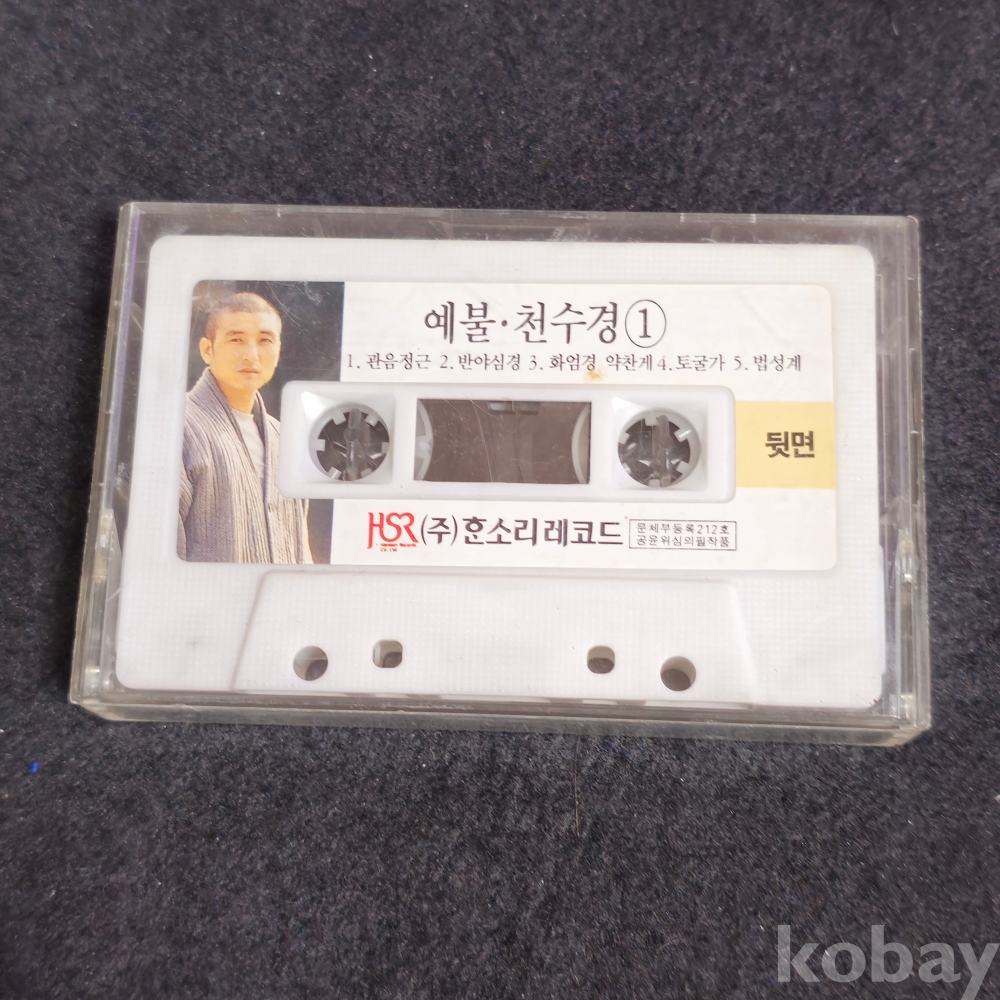 예불·천수경①
1. 관음정근 2. 반야심경 3. 화엄경 약찬게 4. 토굴가 5. 법성계
뒷면
HSR (주)한소리레코드
문체부등록212호
공윤위심의필작품
kobay